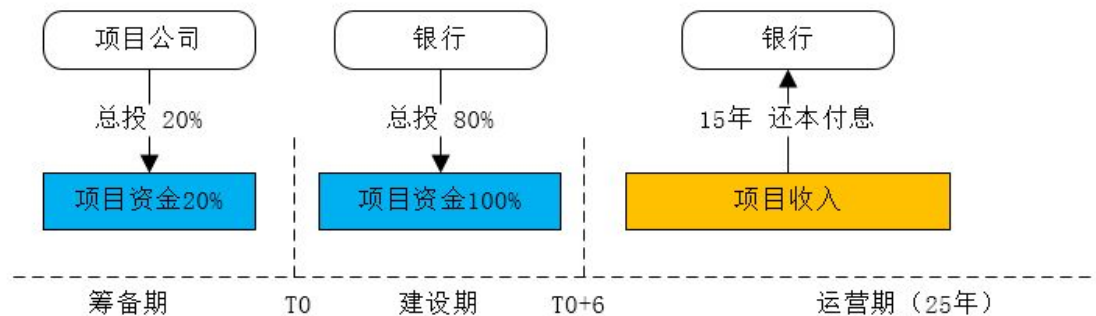 项目公司 银行 银行
总投 20% 总投 80% 15年 还本付息
项目资金20% 项目资金100% 项目收入
筹备期 T0 建设期 T0+6 运营期（25年）